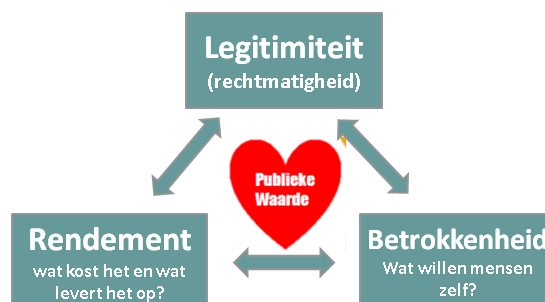 Legitimiteit
(rechtmatigheid)
Publieke
Waarde
Rendement
wat kost het en wat
levert het op?
Betrokkenheid
Wat willen mensen
zelf?